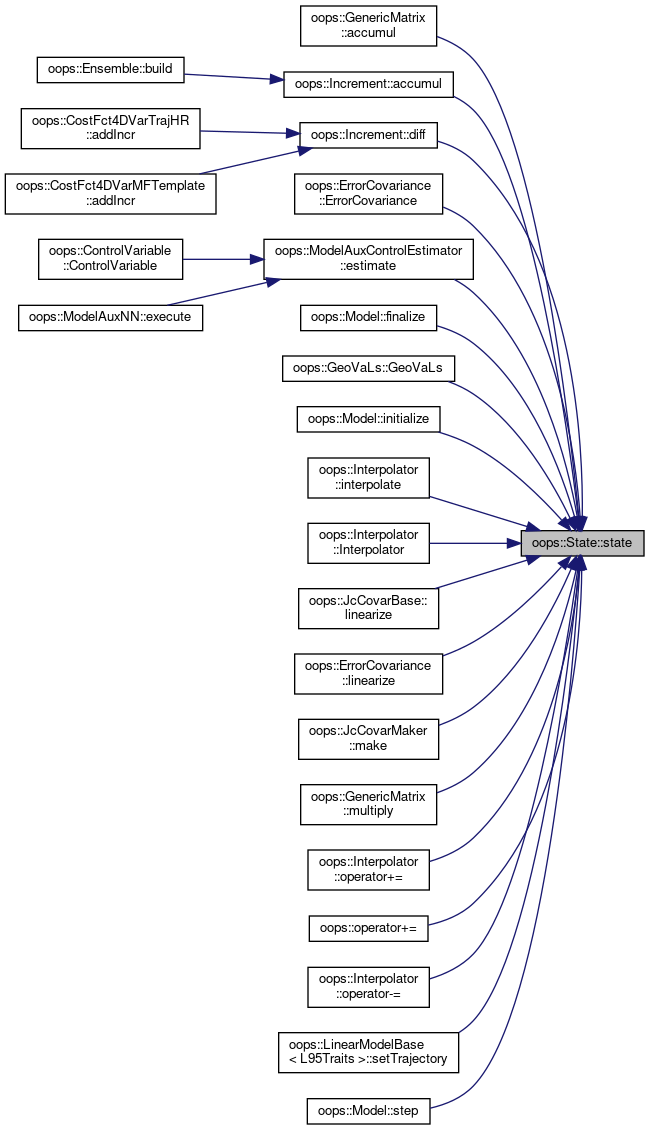 oops::GenericMatrix
::accumul
oops::Ensemble::build
oops::Increment::accumul
oops::CostFct4DVarTrajHR
::addIncr
oops::Increment::diff
oops::CostFct4DVarMFTemplate
::addIncr
oops::ErrorCovariance
::ErrorCovariance
oops::ControlVariable
::ControlVariable
oops::ModelAuxControlEstimator
::estimate
oops::ModelAuxNN::execute
oops::Model::finalize
oops::GeoVaLs::GeoVaLs
oops::Model::initialize
oops::Interpolator
::interpolate
oops::Interpolator
::Interpolator
oops::State::state
oops::JcCovarBase::
linearize
oops::ErrorCovariance
::linearize
oops::JcCovarMaker
::make
oops::GenericMatrix
::multiply
oops::Interpolator
::operator+=
oops::operator+=
oops::Interpolator
::operator-=
oops::LinearModelBase
< L95Traits >::setTrajectory
oops::Model::step